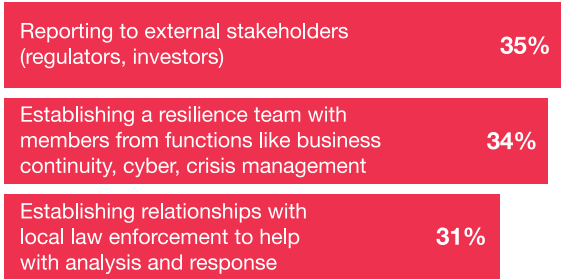 Reporting to external stakeholders
(regulators, investors)
35%
Establishing a resilience team with
members from functions like business
continuity, cyber, crisis management
34%
Establishing relationships with
local law enforcement to help
with analysis and response
31%